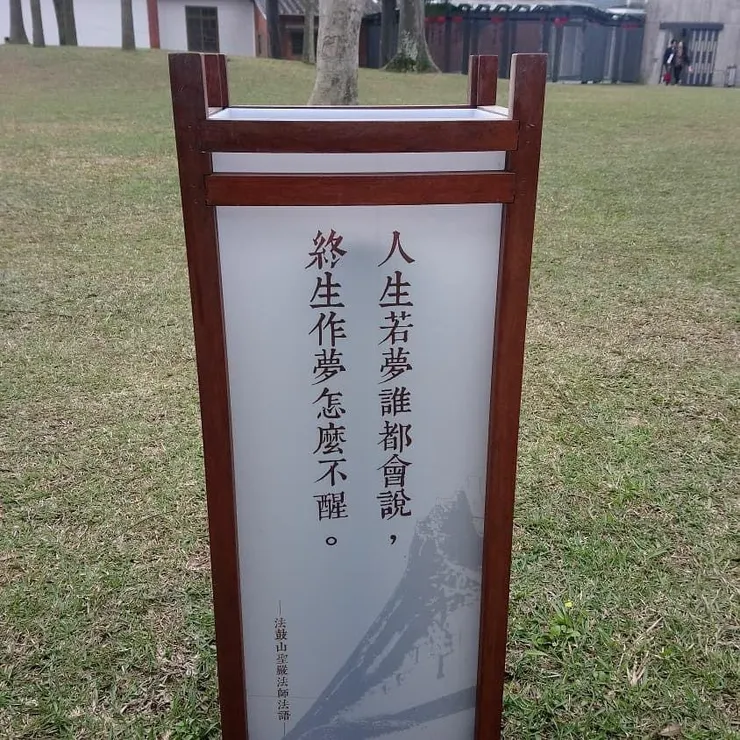 人生若夢誰都會說，
終生作夢怎麼不醒。
—法鼓山聖嚴法師法語—